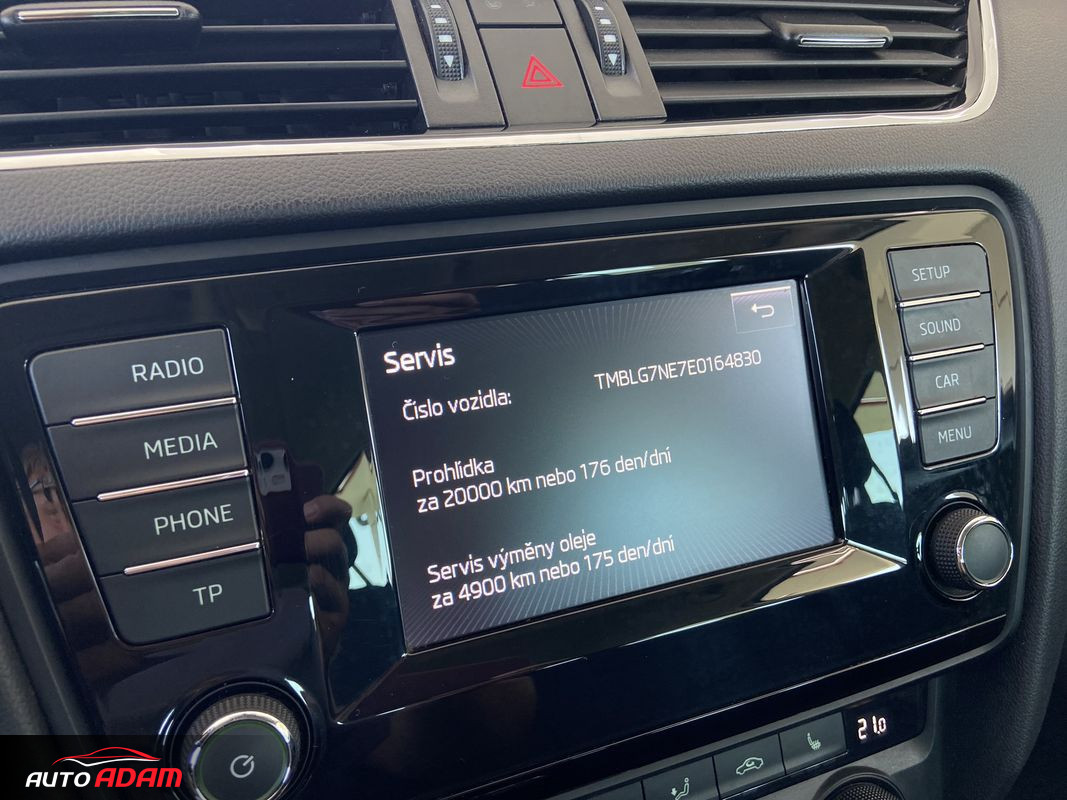 Servis
Číslo vozidla:
TMBLG7NE7E0164830
Prohlídka
za 20000 km nebo 176 den/dní
Servis výměny oleje
za 4900 km nebo 175 den/dní
RADIO
MEDIA
PHONE
TP
SETUP
SOUND
CAR
MENU
21.0
AUTO ADAM